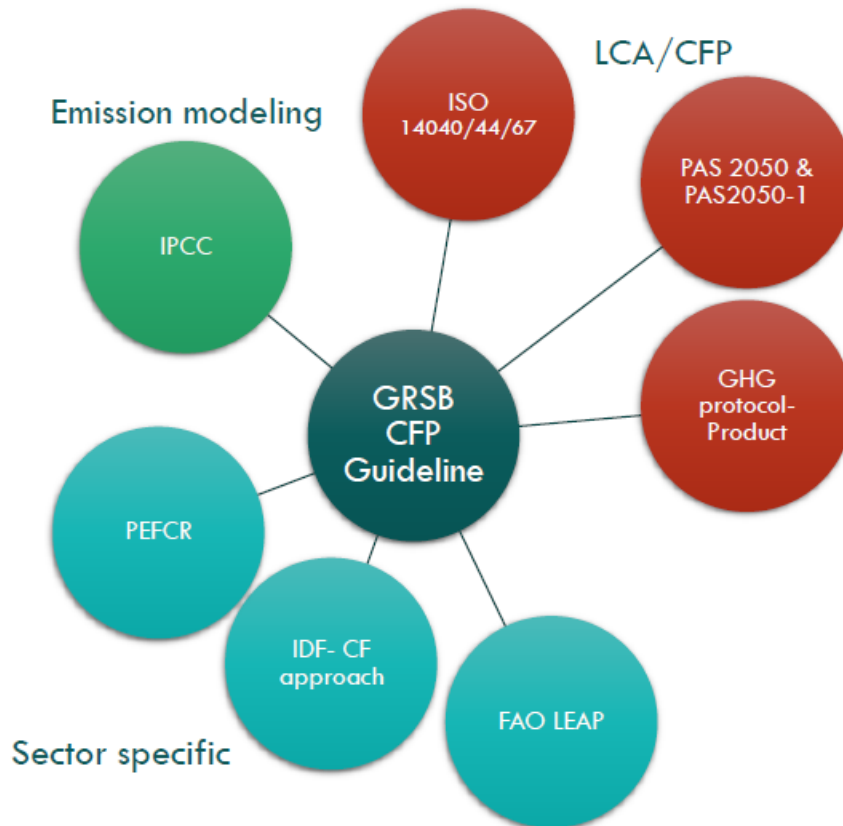 LCA/CFP
Emission modeling
ISO
14040/44/67
PAS 2050 &
PAS2050-1
IPCC
GHG
protocol-
Product
GRSB
CFP
Guideline
PEFCR
IDF- CF
approach
FAO LEAP
Sector specific